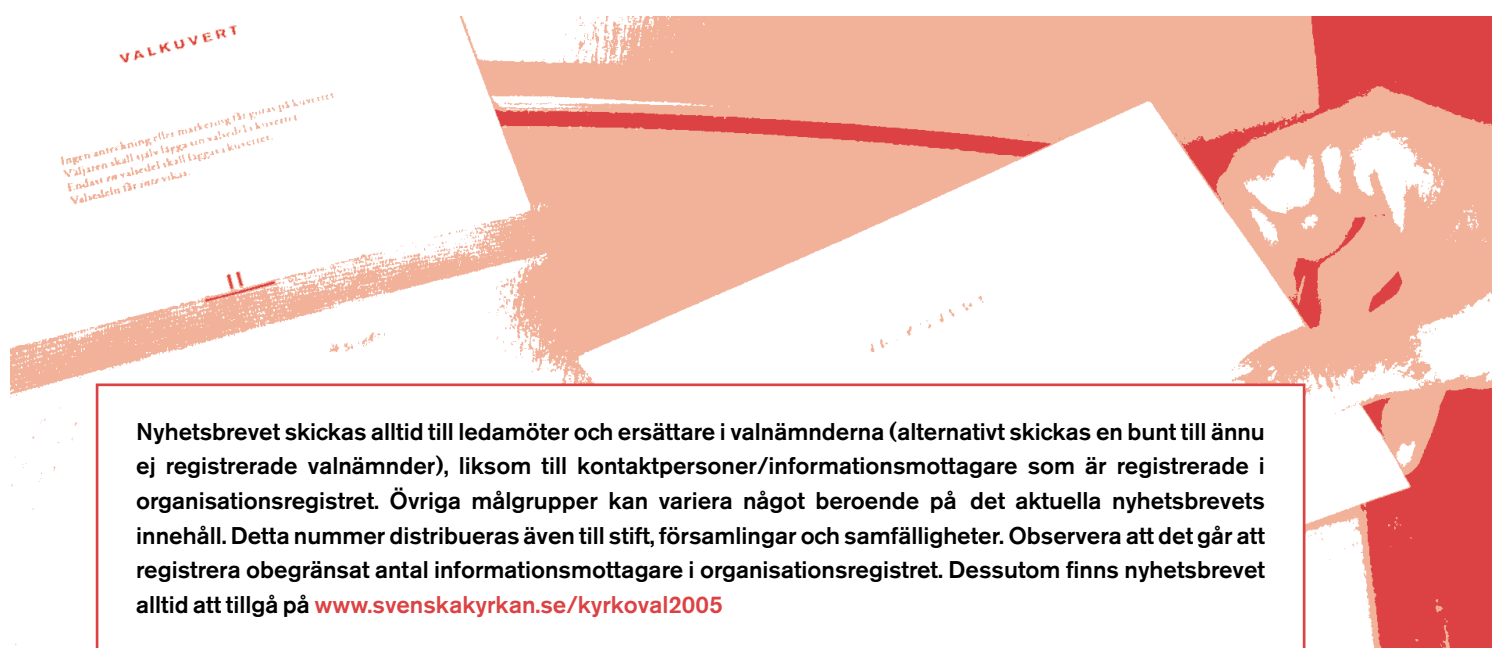 VALKUVERT
Ingen anteckning eller markering får göras på kuvertet
Väljaren skall själv lägga sin valsedel i kuvertet
Endast en valsedel skall läggas i kuvertet.
Valsedeln får inte vikas.
Nyhetsbrevet skickas alltid till ledamöter och ersättare i valnämnderna (alternativt skickas en bunt till ännu
ej registrerade valnämnder), liksom till kontaktpersoner/informationsmottagare som är registrerade i
organisationsregistret. Övriga målgrupper kan variera något beroende på det aktuella nyhetsbrevets
innehåll. Detta nummer distribueras även till stift, församlingar och samfälligheter. Observera att det går att
registrera obegränsat antal informationsmottagare i organisationsregistret. Dessutom finns nyhetsbrevet
alltid att tillgå på www.svenskakyrkan.se/kyrkoval2005